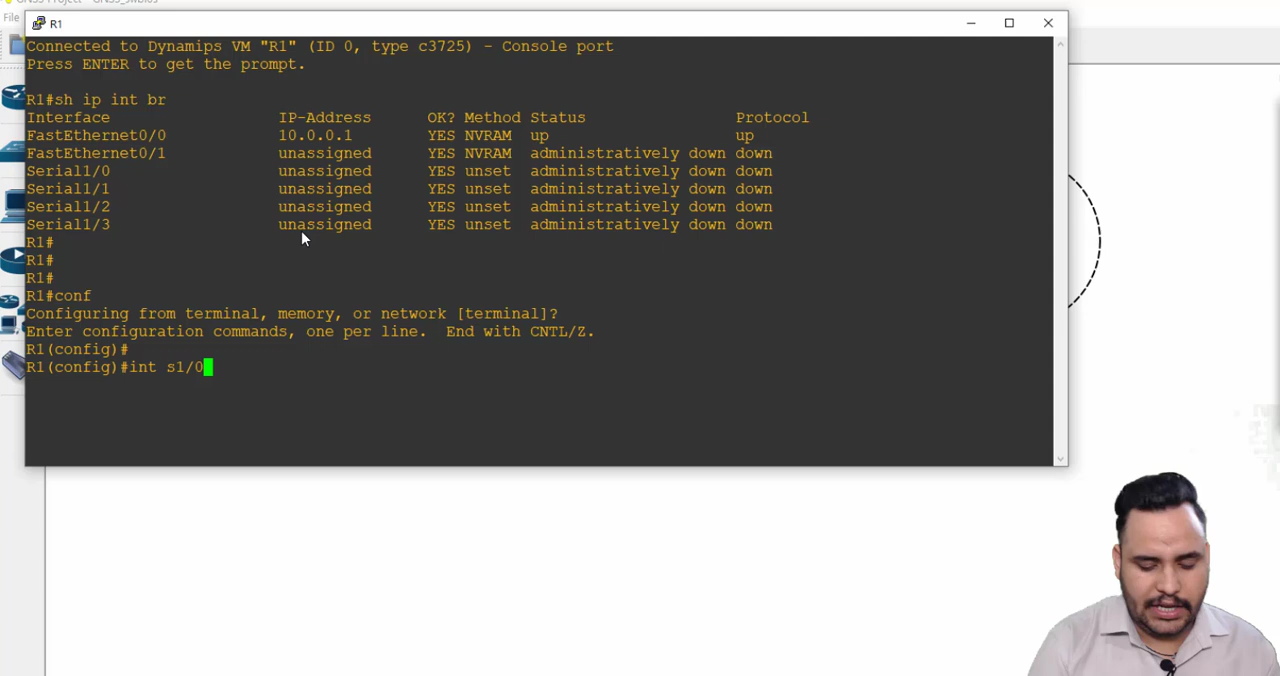 R1
File
Connected to Dynamips VM "R1" (ID 0, type c3725) - Console port
Press ENTER to get the prompt.
R1#sh ip int br
Interface IP-Address OK? Method Status Protocol
FastEthernet0/0 10.0.0.1 YES NVRAM up up
FastEthernet0/1 unassigned YES NVRAM administratively down down
Serial1/0 unassigned YES unset administratively down down
Serial1/1 unassigned YES unset administratively down down
Serial1/2 unassigned YES unset administratively down down
Serial1/3 unassigned YES unset administratively down down
R1#
R1#
R1#
R1#conf
Configuring from terminal, memory, or network [terminal]?
Enter configuration commands, one per line. End with CNTL/Z.
R1(config)#
R1(config)#int s1/0